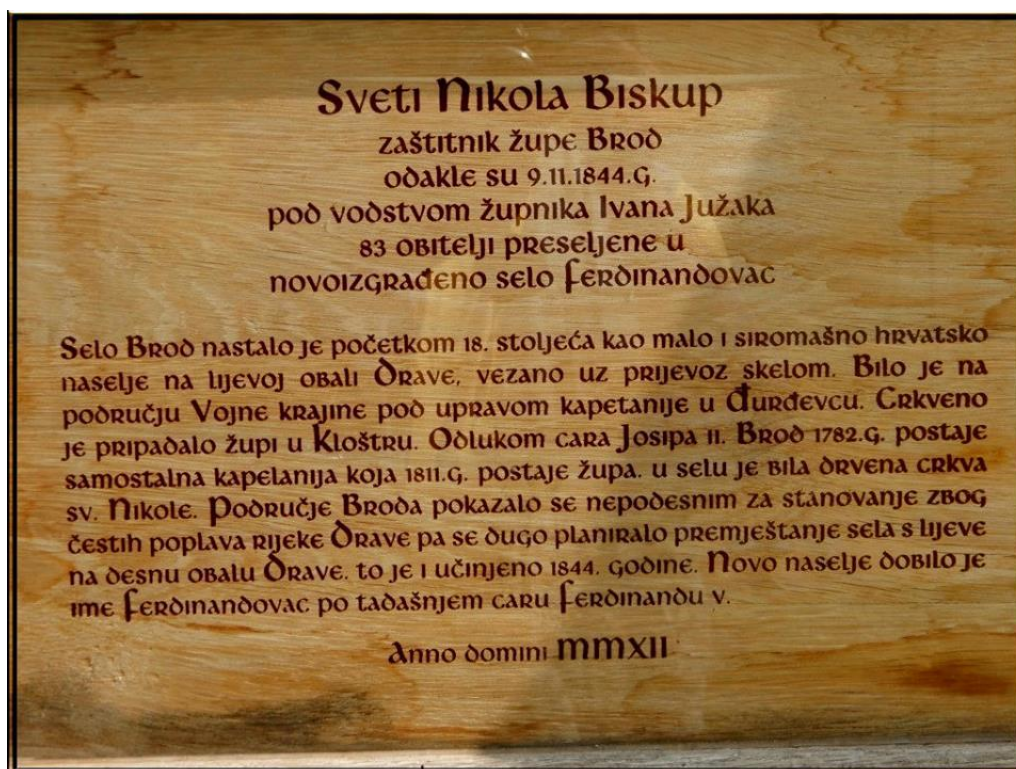 Sveti Nikola Biskup
zaštitnik župe Brod
odakle su 9.11.1844.g.
pod vodstvom župnika Ivana Južaka
83 obitelji preseljene u
novoizgrađeno selo Ferdinandovac
Selo Brod nastalo je početkom 18. stoljeća kao malo i siromašno hrvatsko
naselje na lijevoj obali Drave, vezano uz prijevoz skelom. Bilo je na
području Vojne krajine pod upravom kapetanije u Đurđevcu. Crkveno
je pripadalo župi u Kloštru. Odlukom cara Josipa II. Brod 1782.g. postaje
samostalna kapelanija koja 1811.g. postaje župa. u selu je bila drvena crkva
sv. Nikole. Područje Broda pokazalo se nepodesnim za stanovanje zbog
čestih poplava rijeke Drave pa se dugo planiralo premještanje sela s lijeve
na desnu obalu Drave. to je i učinjeno 1844. godine. Novo naselje dobilo je
ime Ferdinandovac po tadašnjem caru Ferdinandu v.
Anno domini MMXII